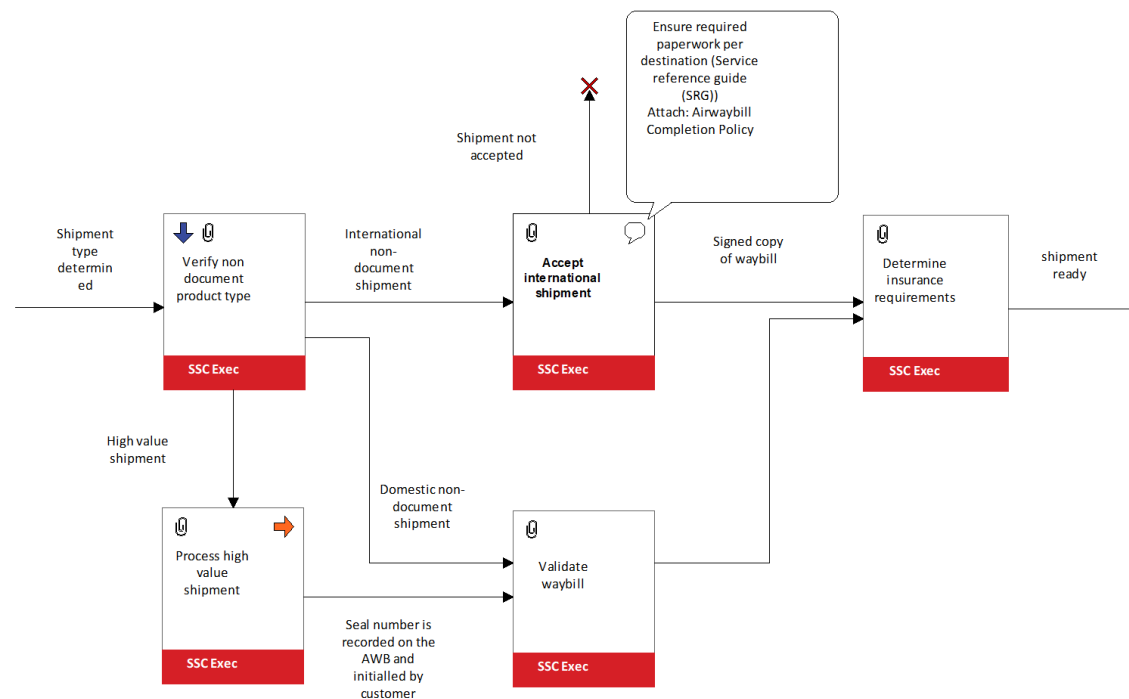 Ensure required
paperwork per
destination (Service
reference guide
(SRG))
Attach: Airwaybill
Completion Policy
Shipment not
accepted
Shipment
type
determin
ed
Verify non
document
product type
SSC Exec
International
non-
document
shipment
Accept
international
shipment
SSC Exec
Signed copy
of waybill
Determine
insurance
requirements
SSC Exec
shipment
ready
High value
shipment
Domestic non-
document
shipment
Process high
value
shipment
SSC Exec
Seal number is
recorded on the
AWB and
initialled by
customer
Validate
waybill
SSC Exec